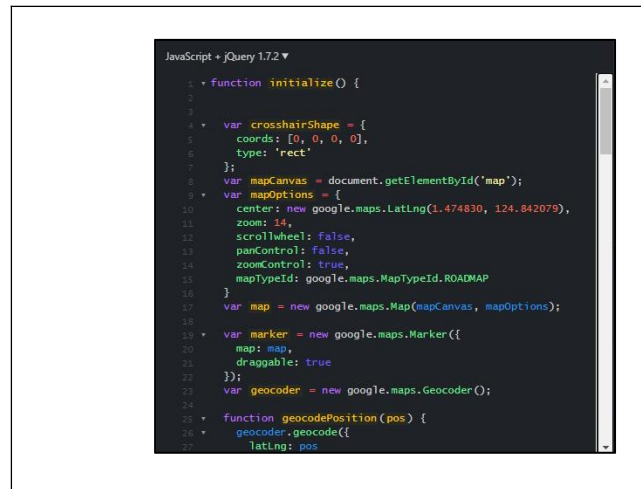 JavaScript + jQuery 1.7.2 ▼
1 ▾ function initialize() {
2
3
4 ▾ var crosshairShape = {
5 coords: [0, 0, 0, 0],
6 type: 'rect'
7 };
8 var mapCanvas = document.getElementById('map');
9 ▾ var mapOptions = {
10 center: new google.maps.LatLng(1.474830, 124.842079),
11 zoom: 14,
12 scrollwheel: false,
13 panControl: false,
14 zoomControl: true,
15 mapTypeId: google.maps.MapTypeId.ROADMAP
16 }
17 var map = new google.maps.Map(mapCanvas, mapOptions);
18
19 ▾ var marker = new google.maps.Marker({
20 map: map,
21 draggable: true
22 });
23 var geocoder = new google.maps.Geocoder();
24
25 ▾ function geocodePosition(pos) {
26 ▾ geocoder.geocode({
27 latLng: pos